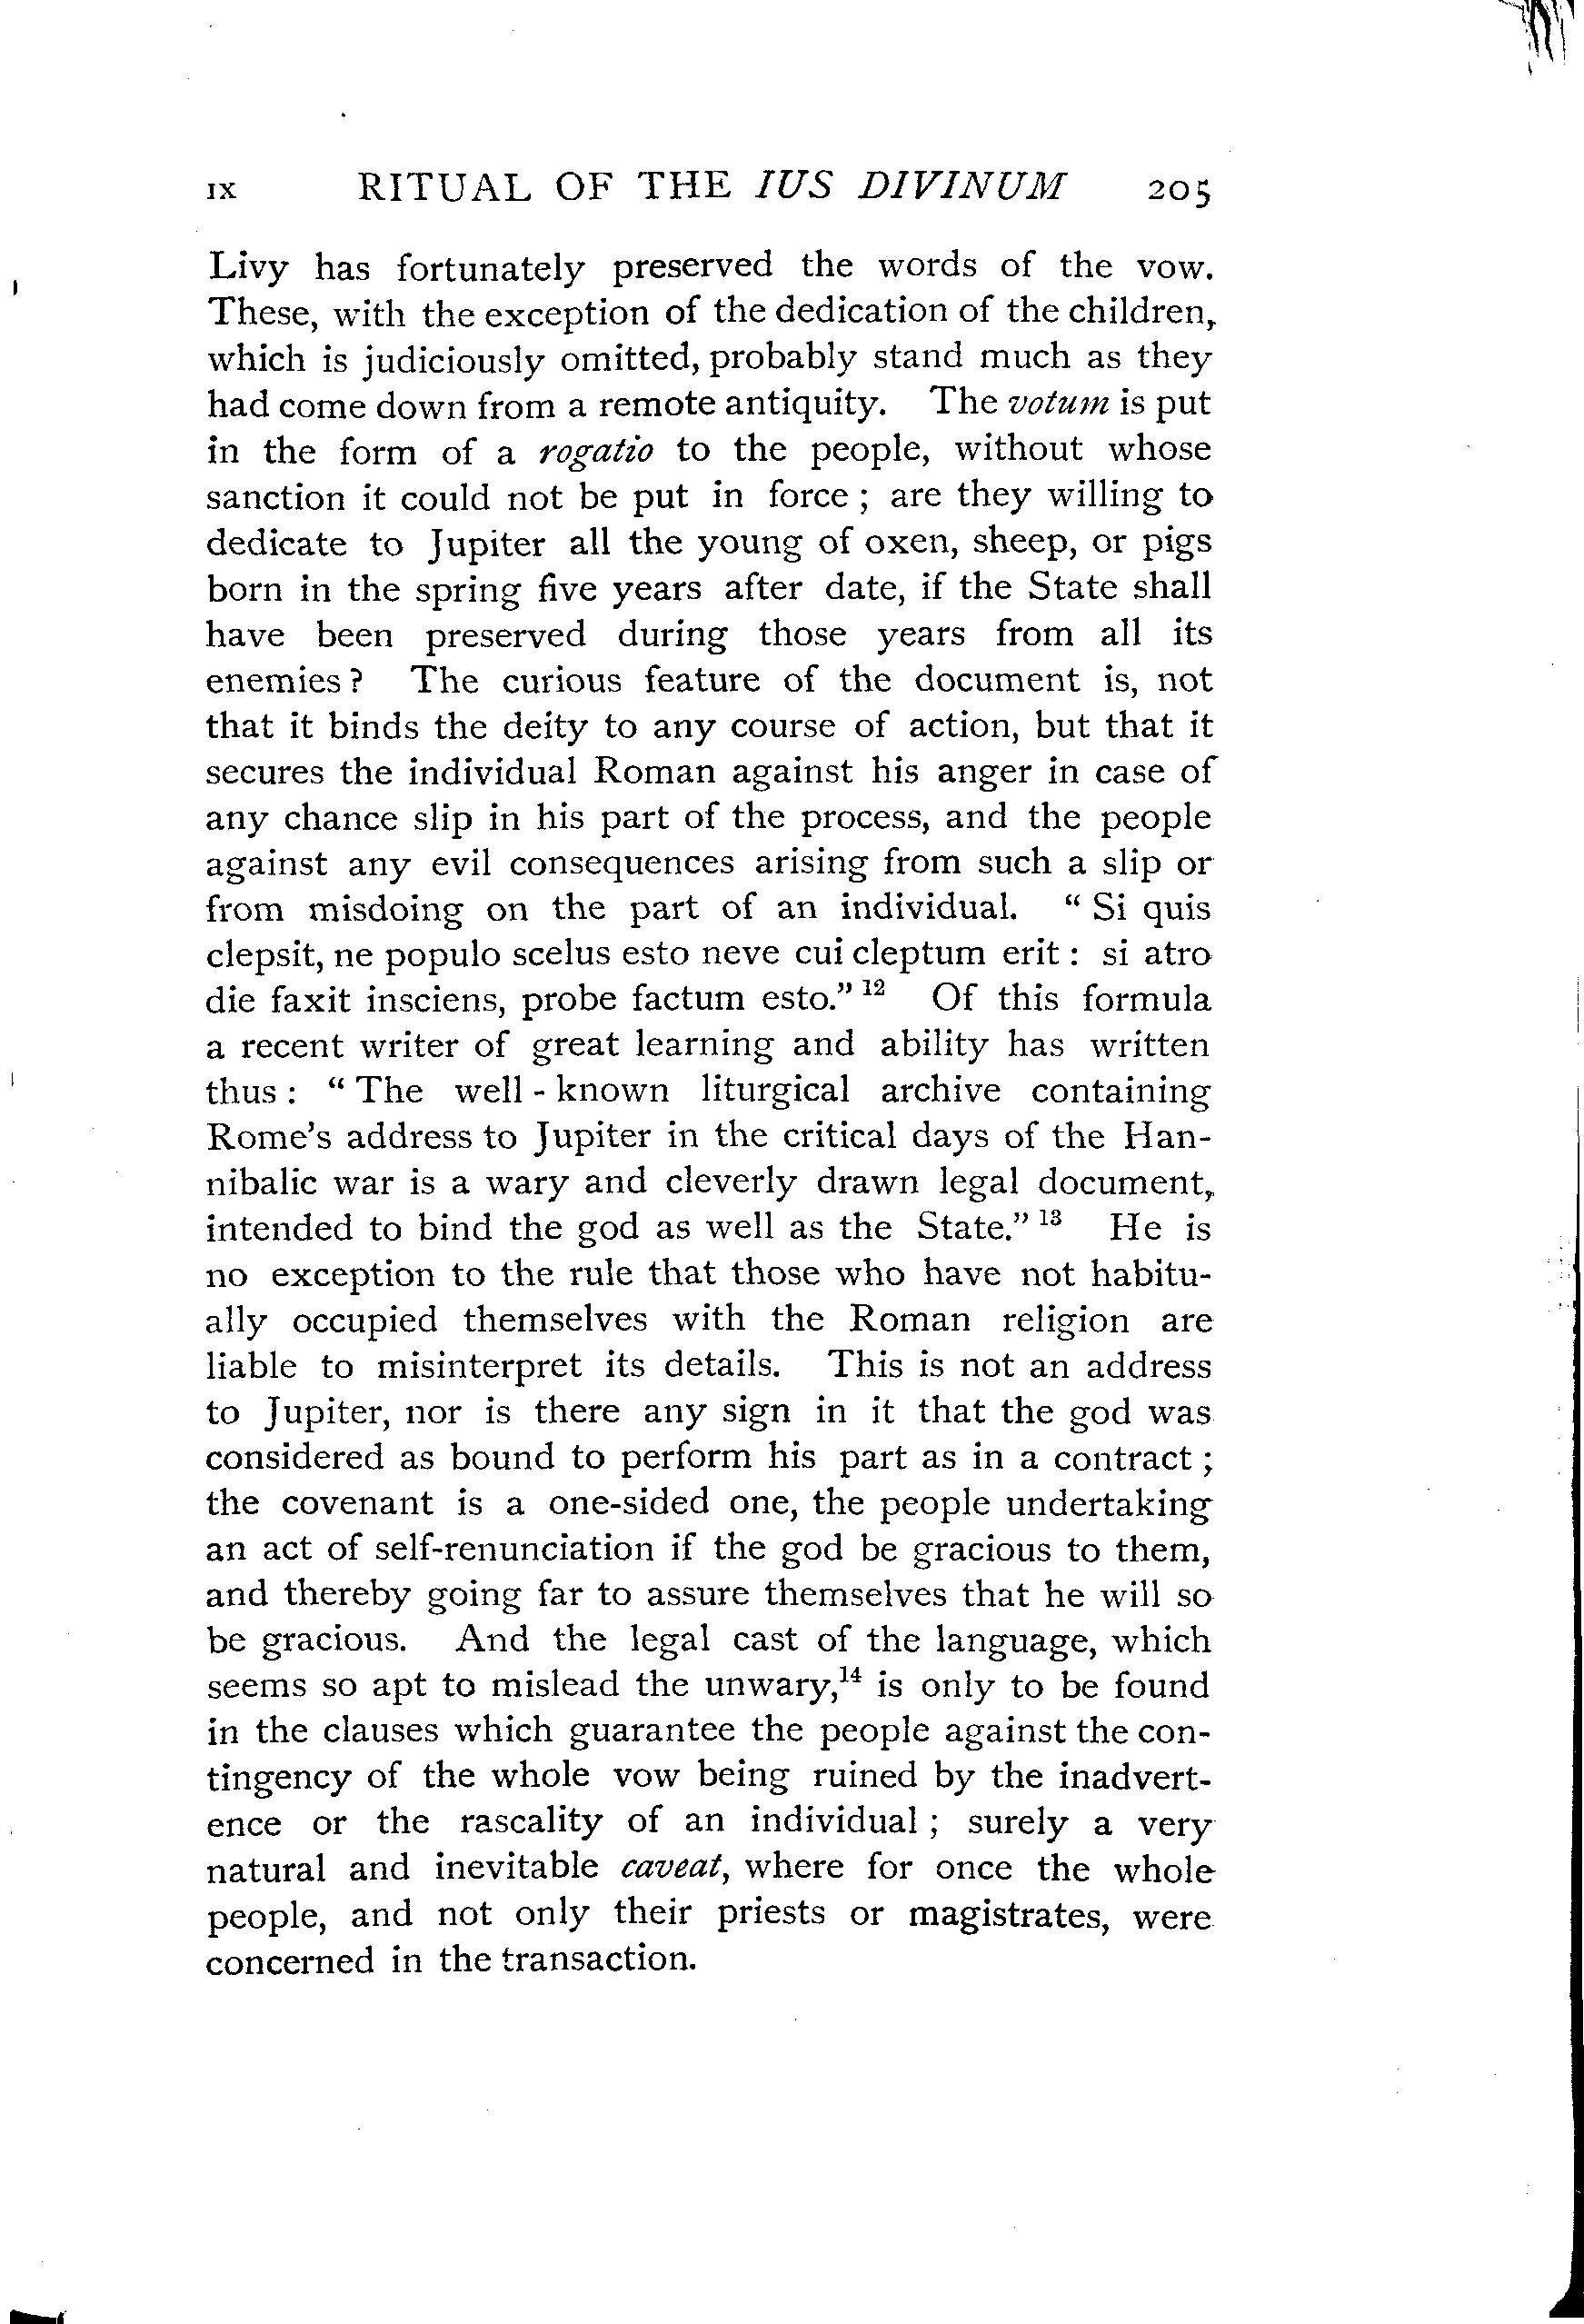 IX RITUAL OF THE IUS DIVINUM 205
Livy has fortunately preserved the words of the vow.
These, with the exception of the dedication of the children,
which is judiciously omitted, probably stand much as they
had come down from a remote antiquity. The votum is put
in the form of a rogatio to the people, without whose
sanction it could not be put in force ; are they willing to
dedicate to Jupiter all the young of oxen, sheep, or pigs
born in the spring five years after date, if the State shall
have been preserved during those years from all its
enemies ? The curious feature of the document is, not
that it binds the deity to any course of action, but that it
secures the individual Roman against his anger in case of
any chance slip in his part of the process, and the people
against any evil consequences arising from such a slip or
from misdoing on the part of an individual. " Si quis
clepsit, ne populo scelus esto neve cui cleptum erit : si atro
die faxit insciens, probe factum esto." 12 Of this formula
a recent writer of great learning and ability has written
thus : " The well - known liturgical archive containing
Rome's address to Jupiter in the critical days of the Han-
nibalic war is a wary and cleverly drawn legal document,
intended to bind the god as well as the State." 13 He is
no exception to the rule that those who have not habitu-
ally occupied themselves with the Roman religion are
liable to misinterpret its details. This is not an address
to Jupiter, nor is there any sign in it that the god was
considered as bound to perform his part as in a contract ;
the covenant is a one-sided one, the people undertaking
an act of self-renunciation if the god be gracious to them,
and thereby going far to assure themselves that he will so
be gracious. And the legal cast of the language, which
seems so apt to mislead the unwary,14 is only to be found
in the clauses which guarantee the people against the con-
tingency of the whole vow being ruined by the inadvert-
ence or the rascality of an individual ; surely a very
natural and inevitable caveat, where for once the whole
people, and not only their priests or magistrates, were
concerned in the transaction.